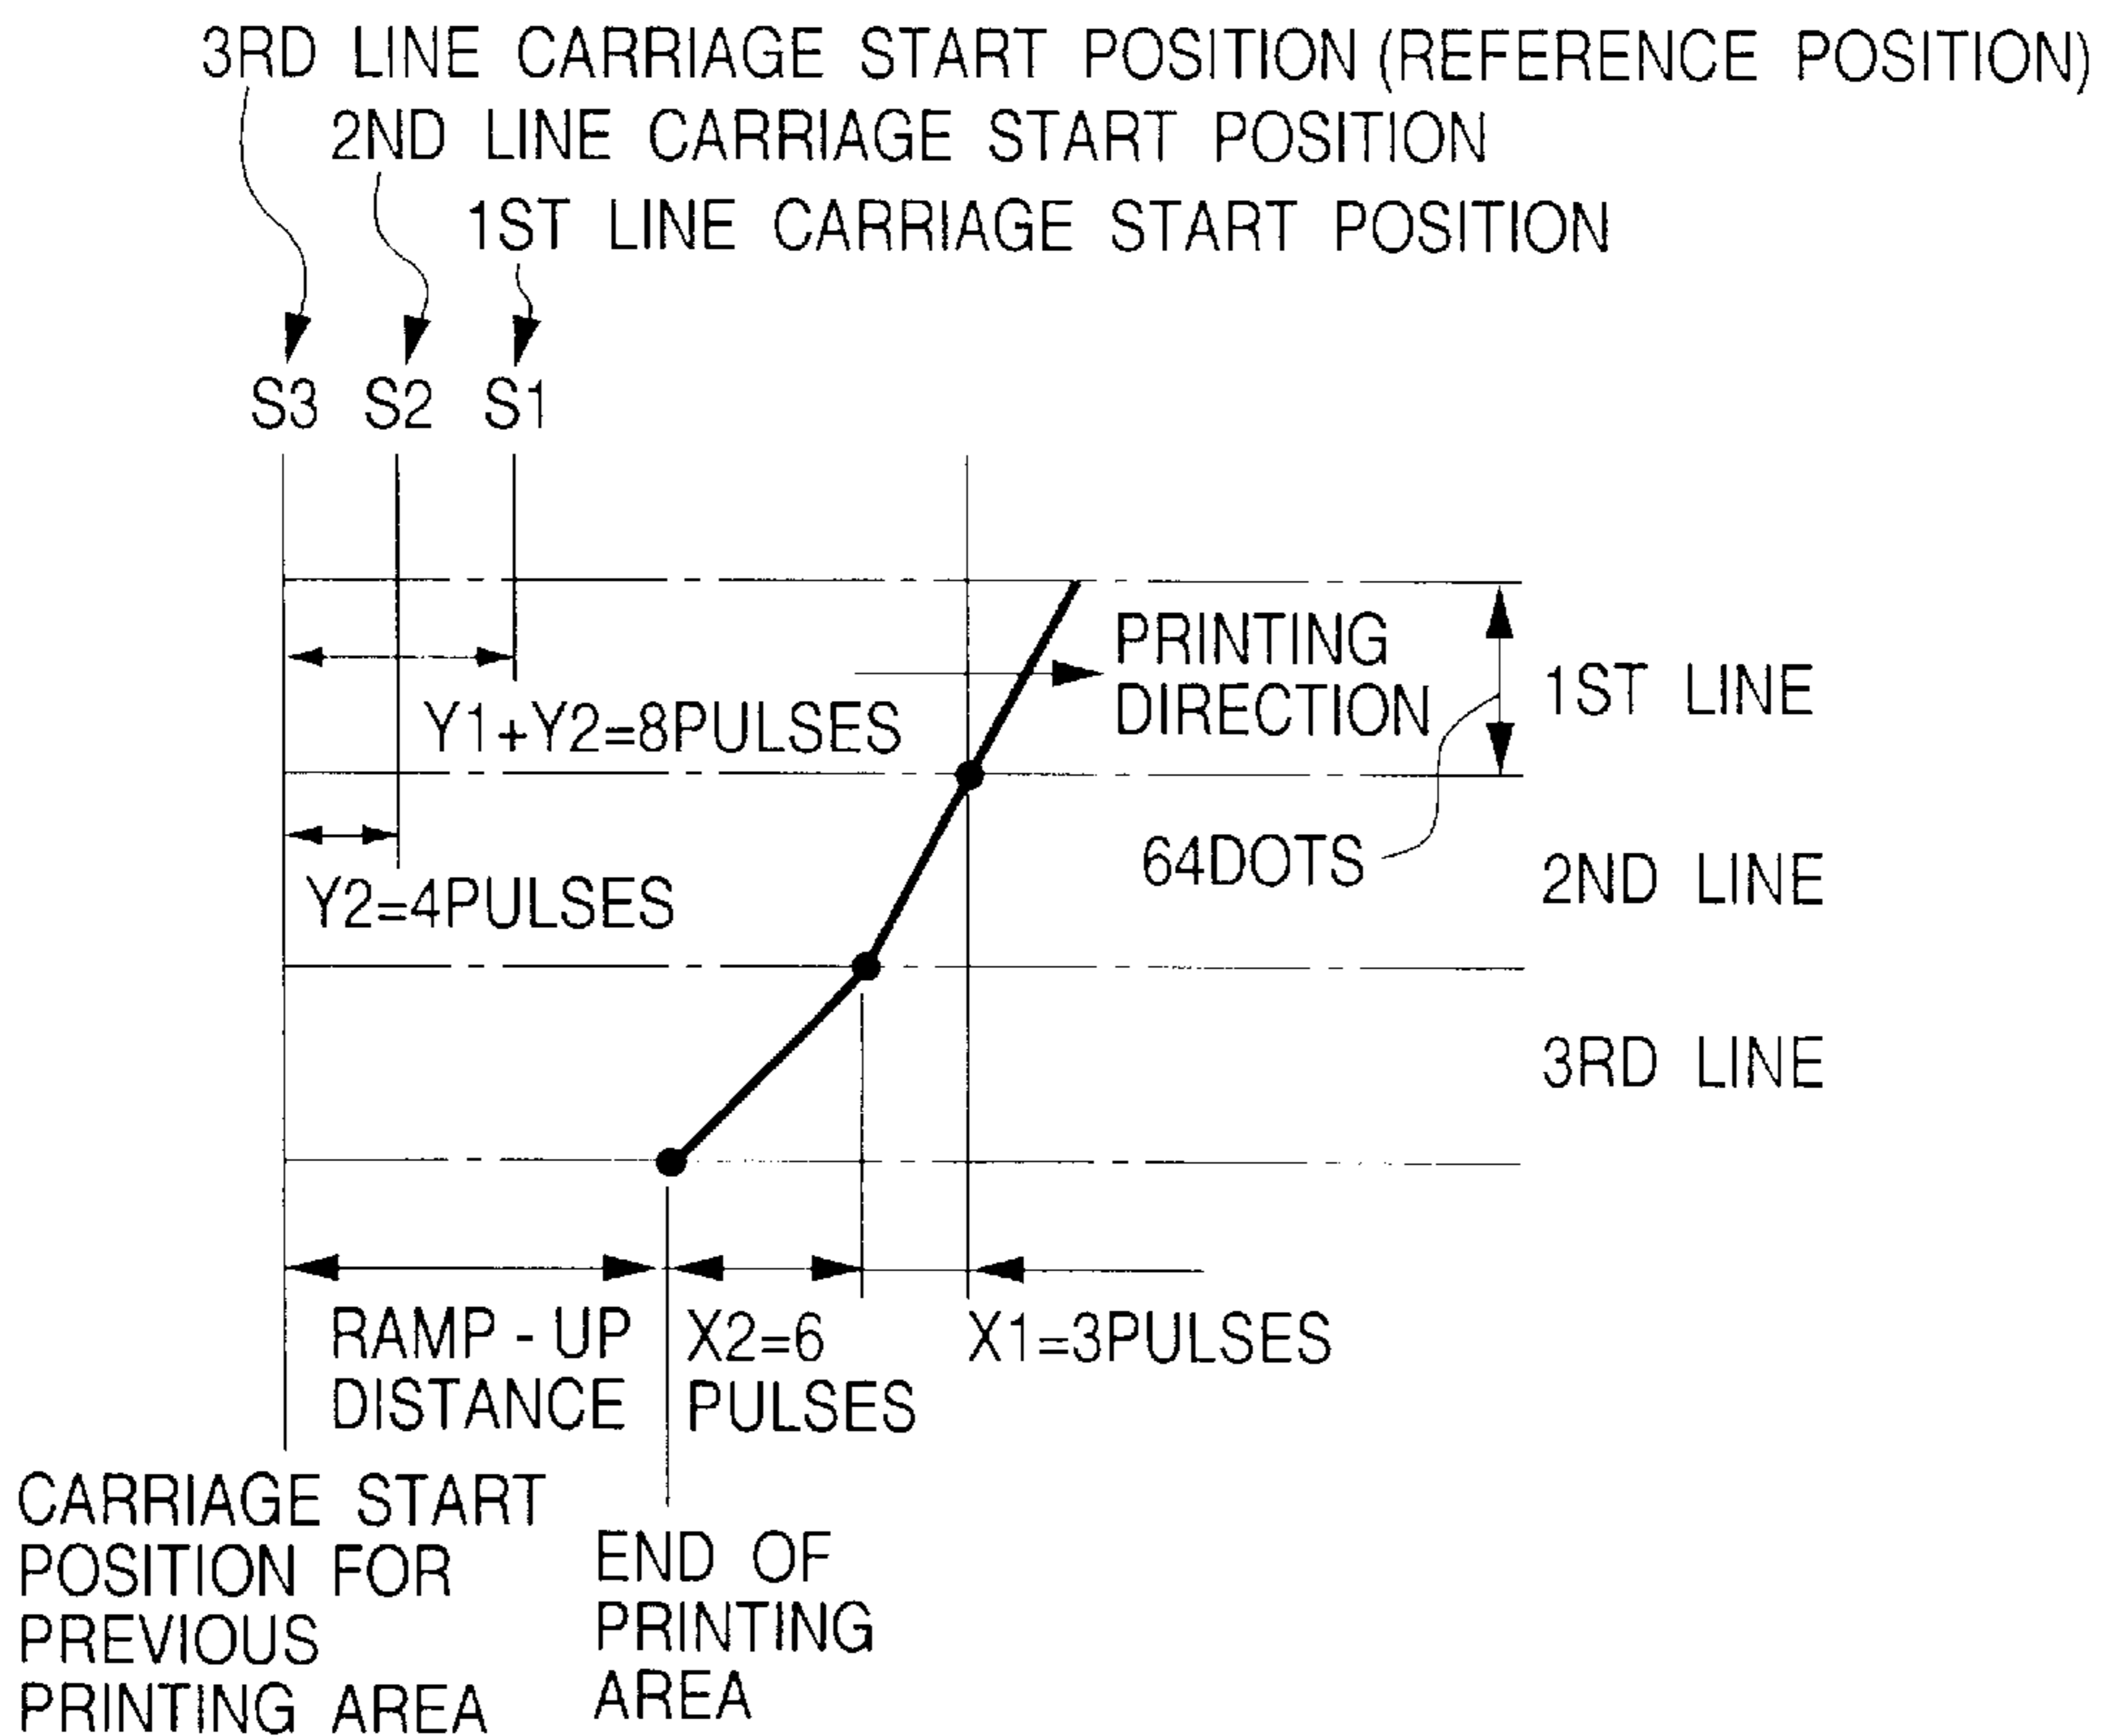 3RD LINE CARRIAGE START POSITION (REFERENCE POSITION)
2ND LINE CARRIAGE START POSITION
1ST LINE CARRIAGE START POSITION
S3 S2 S1
PRINTING
DIRECTION
1ST LINE
Y1+Y2=8PULSES
64DOTS
2ND LINE
Y2=4PULSES
3RD LINE
RAMP-UP
DISTANCE
X2=6
PULSES
X1=3PULSES
CARRIAGE START
POSITION FOR
PREVIOUS
PRINTING AREA
END OF
PRINTING
AREA